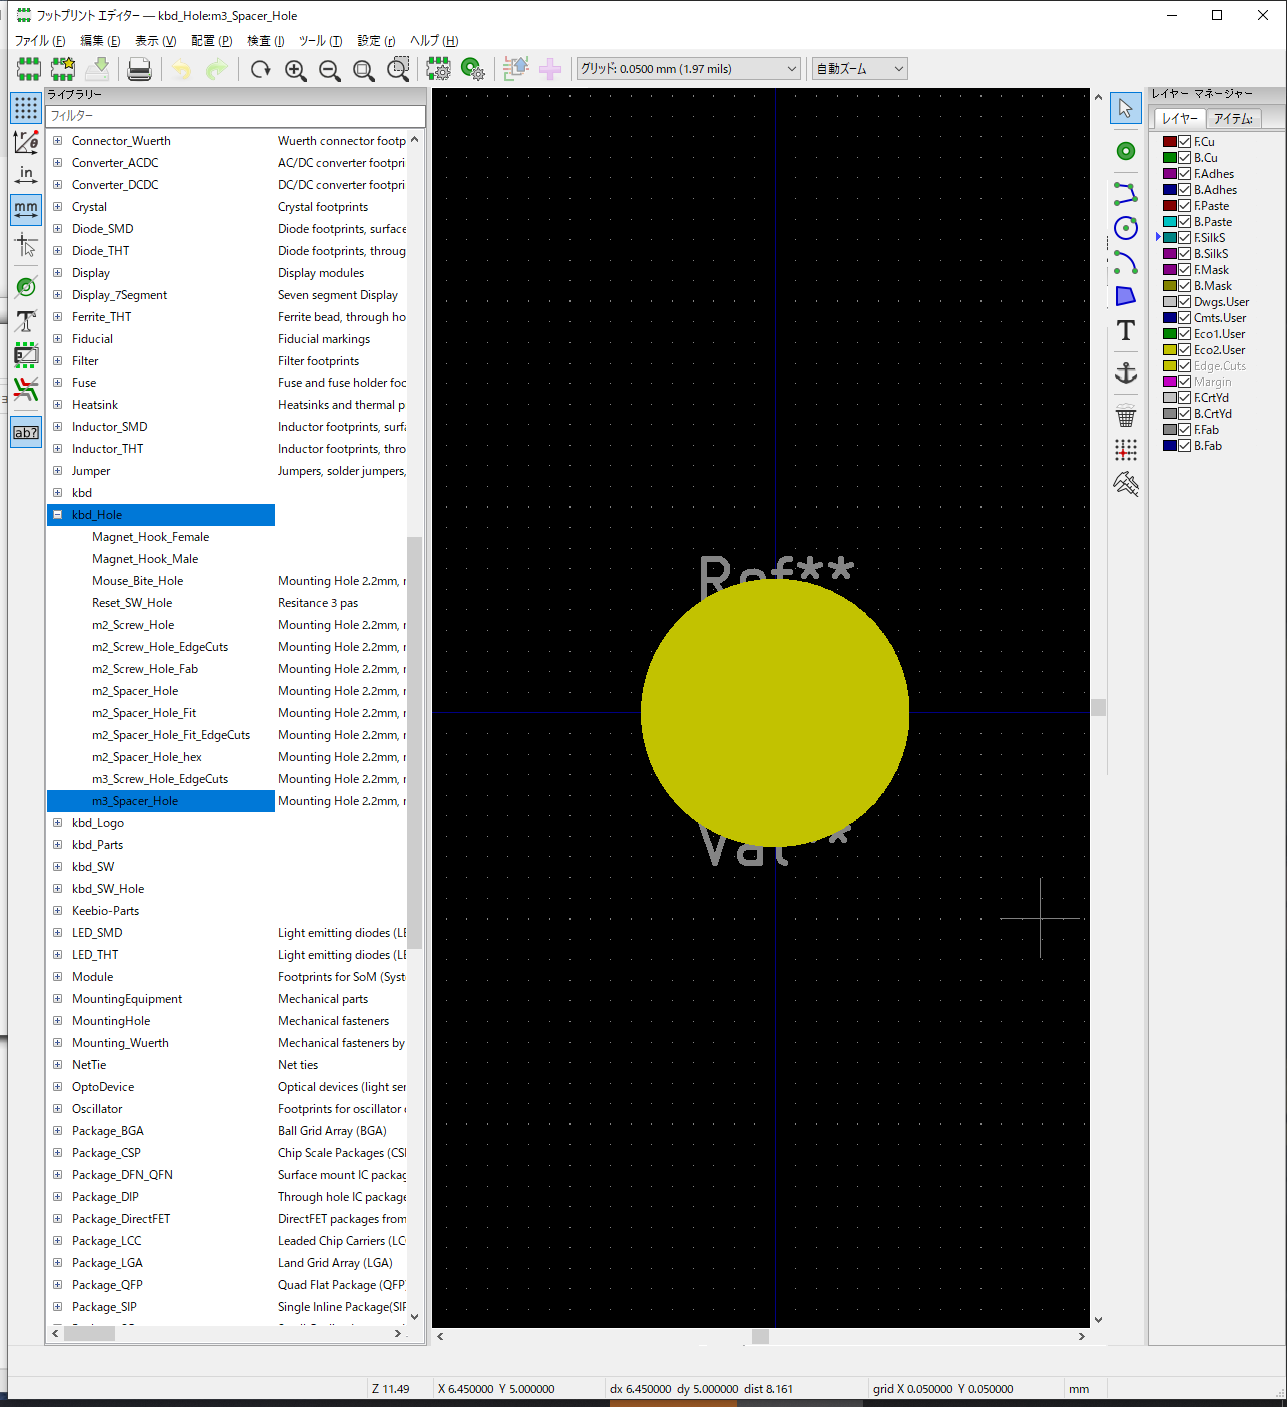 フットプリント エディター — kbd_Hole:m3_Spacer_Hole
ファイル (F) 編集 (E) 表示 (V) 配置 (P) 検査 (I) ツール (T) 設定 (r) ヘルプ (H)
グリッド: 0.0500 mm (1.97 mils) 自動ズーム
ライブラリー
フィルター
Connector_Wuerth Wuerth connector footp
Converter_ACDC AC/DC converter footpri
Converter_DCDC DC/DC converter footpri
Crystal Crystal footprints
Diode_SMD Diode footprints, surface
Diode_THT Diode footprints, throug
Display Display modules
Display_7Segment Seven segment Display
Ferrite_THT Ferrite bead, through ho
Fiducial Fiducial markings
Filter Filter footprints
Fuse Fuse and fuse holder foo
Heatsink Heatsinks and thermal p
Inductor_SMD Inductor footprints, surfa
Inductor_THT Inductor footprints, thro
Jumper Jumpers, solder jumpers,
kbd
kbd_Hole
Magnet_Hook_Female
Magnet_Hook_Male
Mouse_Bite_Hole Mounting Hole 2.2mm, r
Reset_SW_Hole Resitance 3 pas
m2_Screw_Hole Mounting Hole 2.2mm, r
m2_Screw_Hole_EdgeCuts Mounting Hole 2.2mm, r
m2_Screw_Hole_Fab Mounting Hole 2.2mm, r
m2_Spacer_Hole Mounting Hole 2.2mm, r
m2_Spacer_Hole_Fit Mounting Hole 2.2mm, r
m2_Spacer_Hole_Fit_EdgeCuts Mounting Hole 2.2mm, r
m2_Spacer_Hole_hex Mounting Hole 2.2mm, r
m3_Screw_Hole_EdgeCuts Mounting Hole 2.2mm, r
m3_Spacer_Hole Mounting Hole 2.2mm, r
kbd_Logo
kbd_Parts
kbd_SW
kbd_SW_Hole
Keebio-Parts
LED_SMD Light emitting diodes (LE
LED_THT Light emitting diodes (LE
Module Footprints for SoM (Syst
MountingEquipment Mechanical parts
MountingHole Mechanical fasteners
Mounting_Wuerth Mechanical fasteners by
NetTie Net ties
OptoDevice Optical devices (light ser
Oscillator Footprints for oscillator
Package_BGA Ball Grid Array (BGA)
Package_CSP Chip Scale Packages (CSI
Package_DFN_QFN Surface mount IC packag
Package_DIP Through hole IC package
Package_DirectFET DirectFET packages from
Package_LCC Leaded Chip Carriers (LC
Package_LGA Land Grid Array (LGA)
Package_QFP Quad Flat Package (QFP
Package_SIP Single Inline Package(SIP
in
mm
ab?
Ref**
Val**
T
レイヤー マネージャー
レイヤー アイテム:
F.Cu
B.Cu
F.Adhes
B.Adhes
F.Paste
B.Paste
F.SilkS
B.SilkS
F.Mask
B.Mask
Dwgs.User
Cmts.User
Eco1.User
Eco2.User
Edge.Cuts
Margin
F.CrtYd
B.CrtYd
F.Fab
B.Fab
Z 11.49 X 6.450000 Y 5.000000 dx 6.450000 dy 5.000000 dist 8.161 grid X 0.050000 Y 0.050000 mm